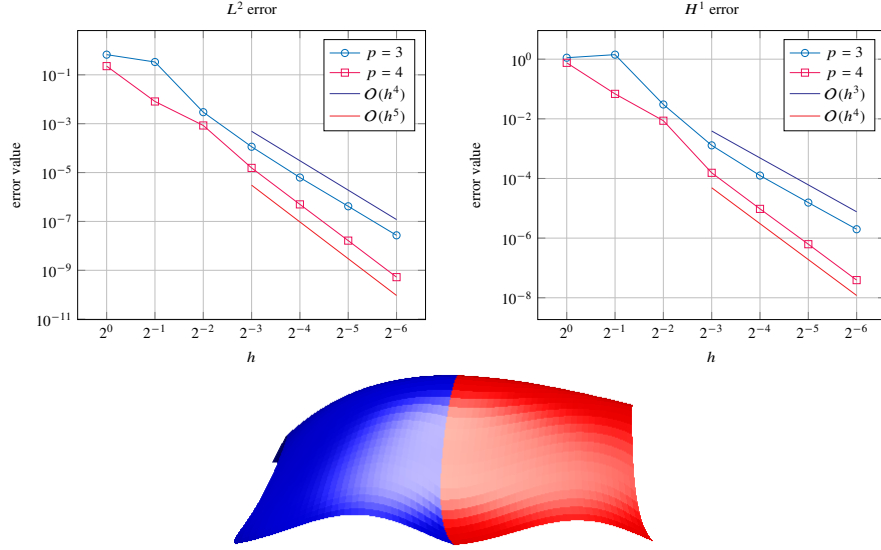 L² error
10⁻¹
10⁻³
10⁻⁵
10⁻⁷
10⁻⁹
10⁻¹¹
error value
2⁰ 2⁻¹ 2⁻² 2⁻³ 2⁻⁴ 2⁻⁵ 2⁻⁶
h
p = 3
p = 4
O(h⁴)
O(h⁵)
H¹ error
10⁰
10⁻²
10⁻⁴
10⁻⁶
10⁻⁸
error value
2⁰ 2⁻¹ 2⁻² 2⁻³ 2⁻⁴ 2⁻⁵ 2⁻⁶
h
p = 3
p = 4
O(h³)
O(h⁴)